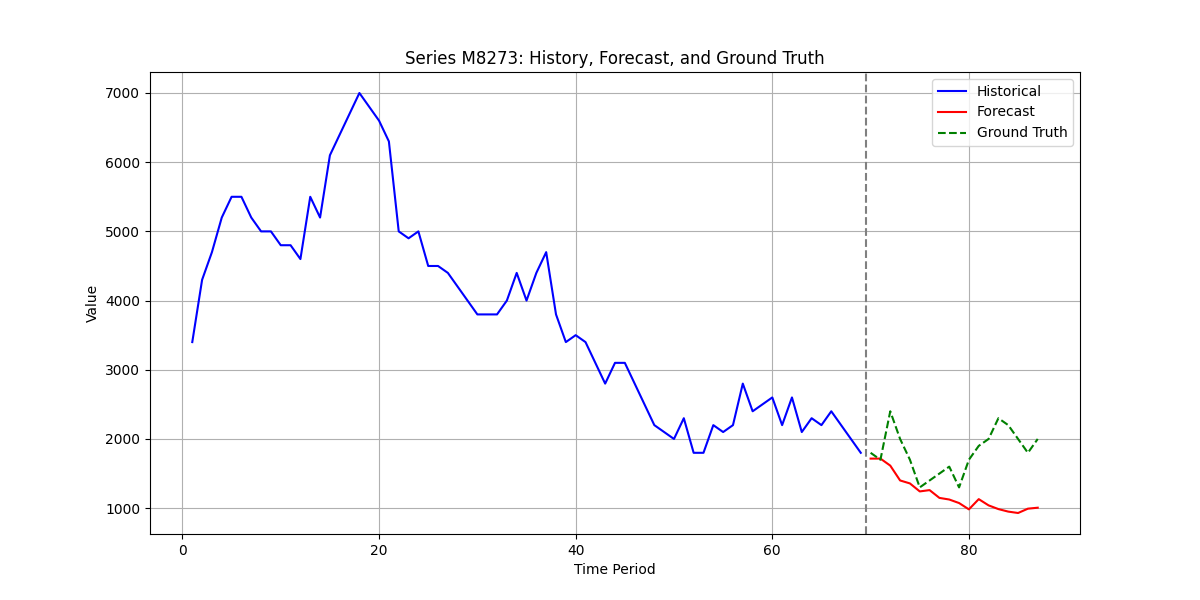 Series M8273: History, Forecast, and Ground Truth
Value
7000
6000
5000
4000
3000
2000
1000
0
20
40
60
80
Time Period
Historical
Forecast
Ground Truth